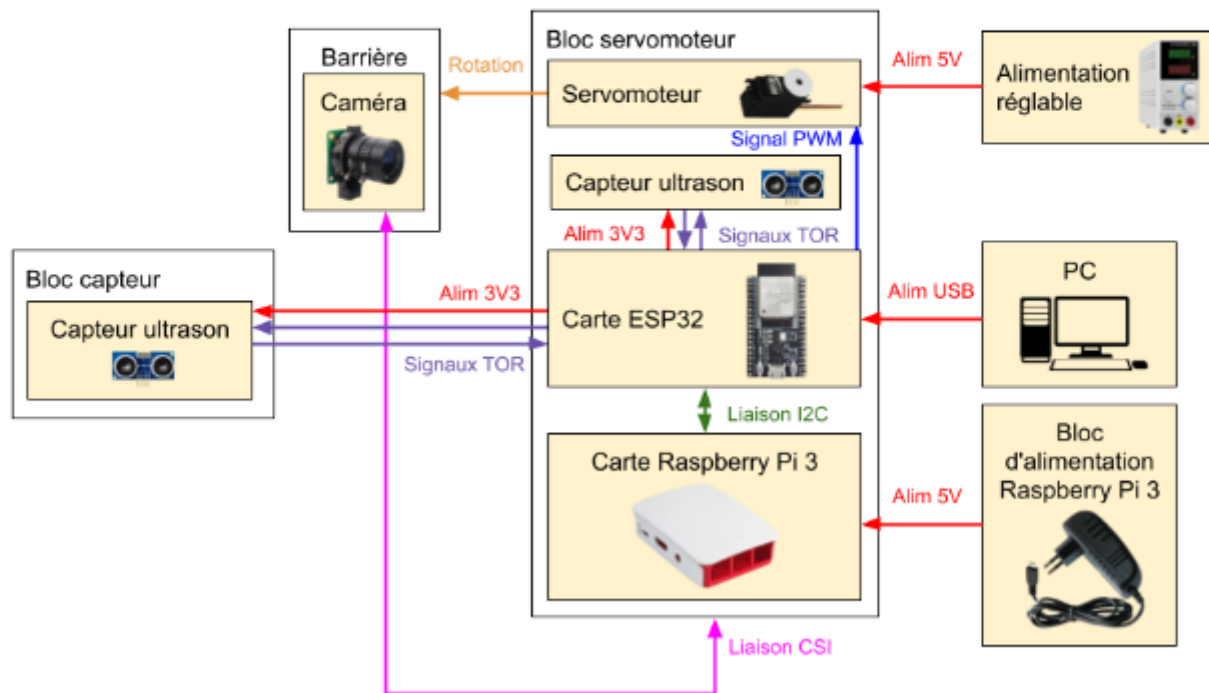 Bloc servomoteur
Barrière
Rotation
Servomoteur
Alim 5V
Alimentation
réglable
Caméra
Signal PWM
Capteur ultrason
Alim 3V3
Signaux TOR
Bloc capteur
Capteur ultrason
Alim 3V3
Signaux TOR
Carte ESP32
Alim USB
PC
Liaison I2C
Carte Raspberry Pi 3
Alim 5V
Bloc
d'alimentation
Raspberry Pi 3
Liaison CSI